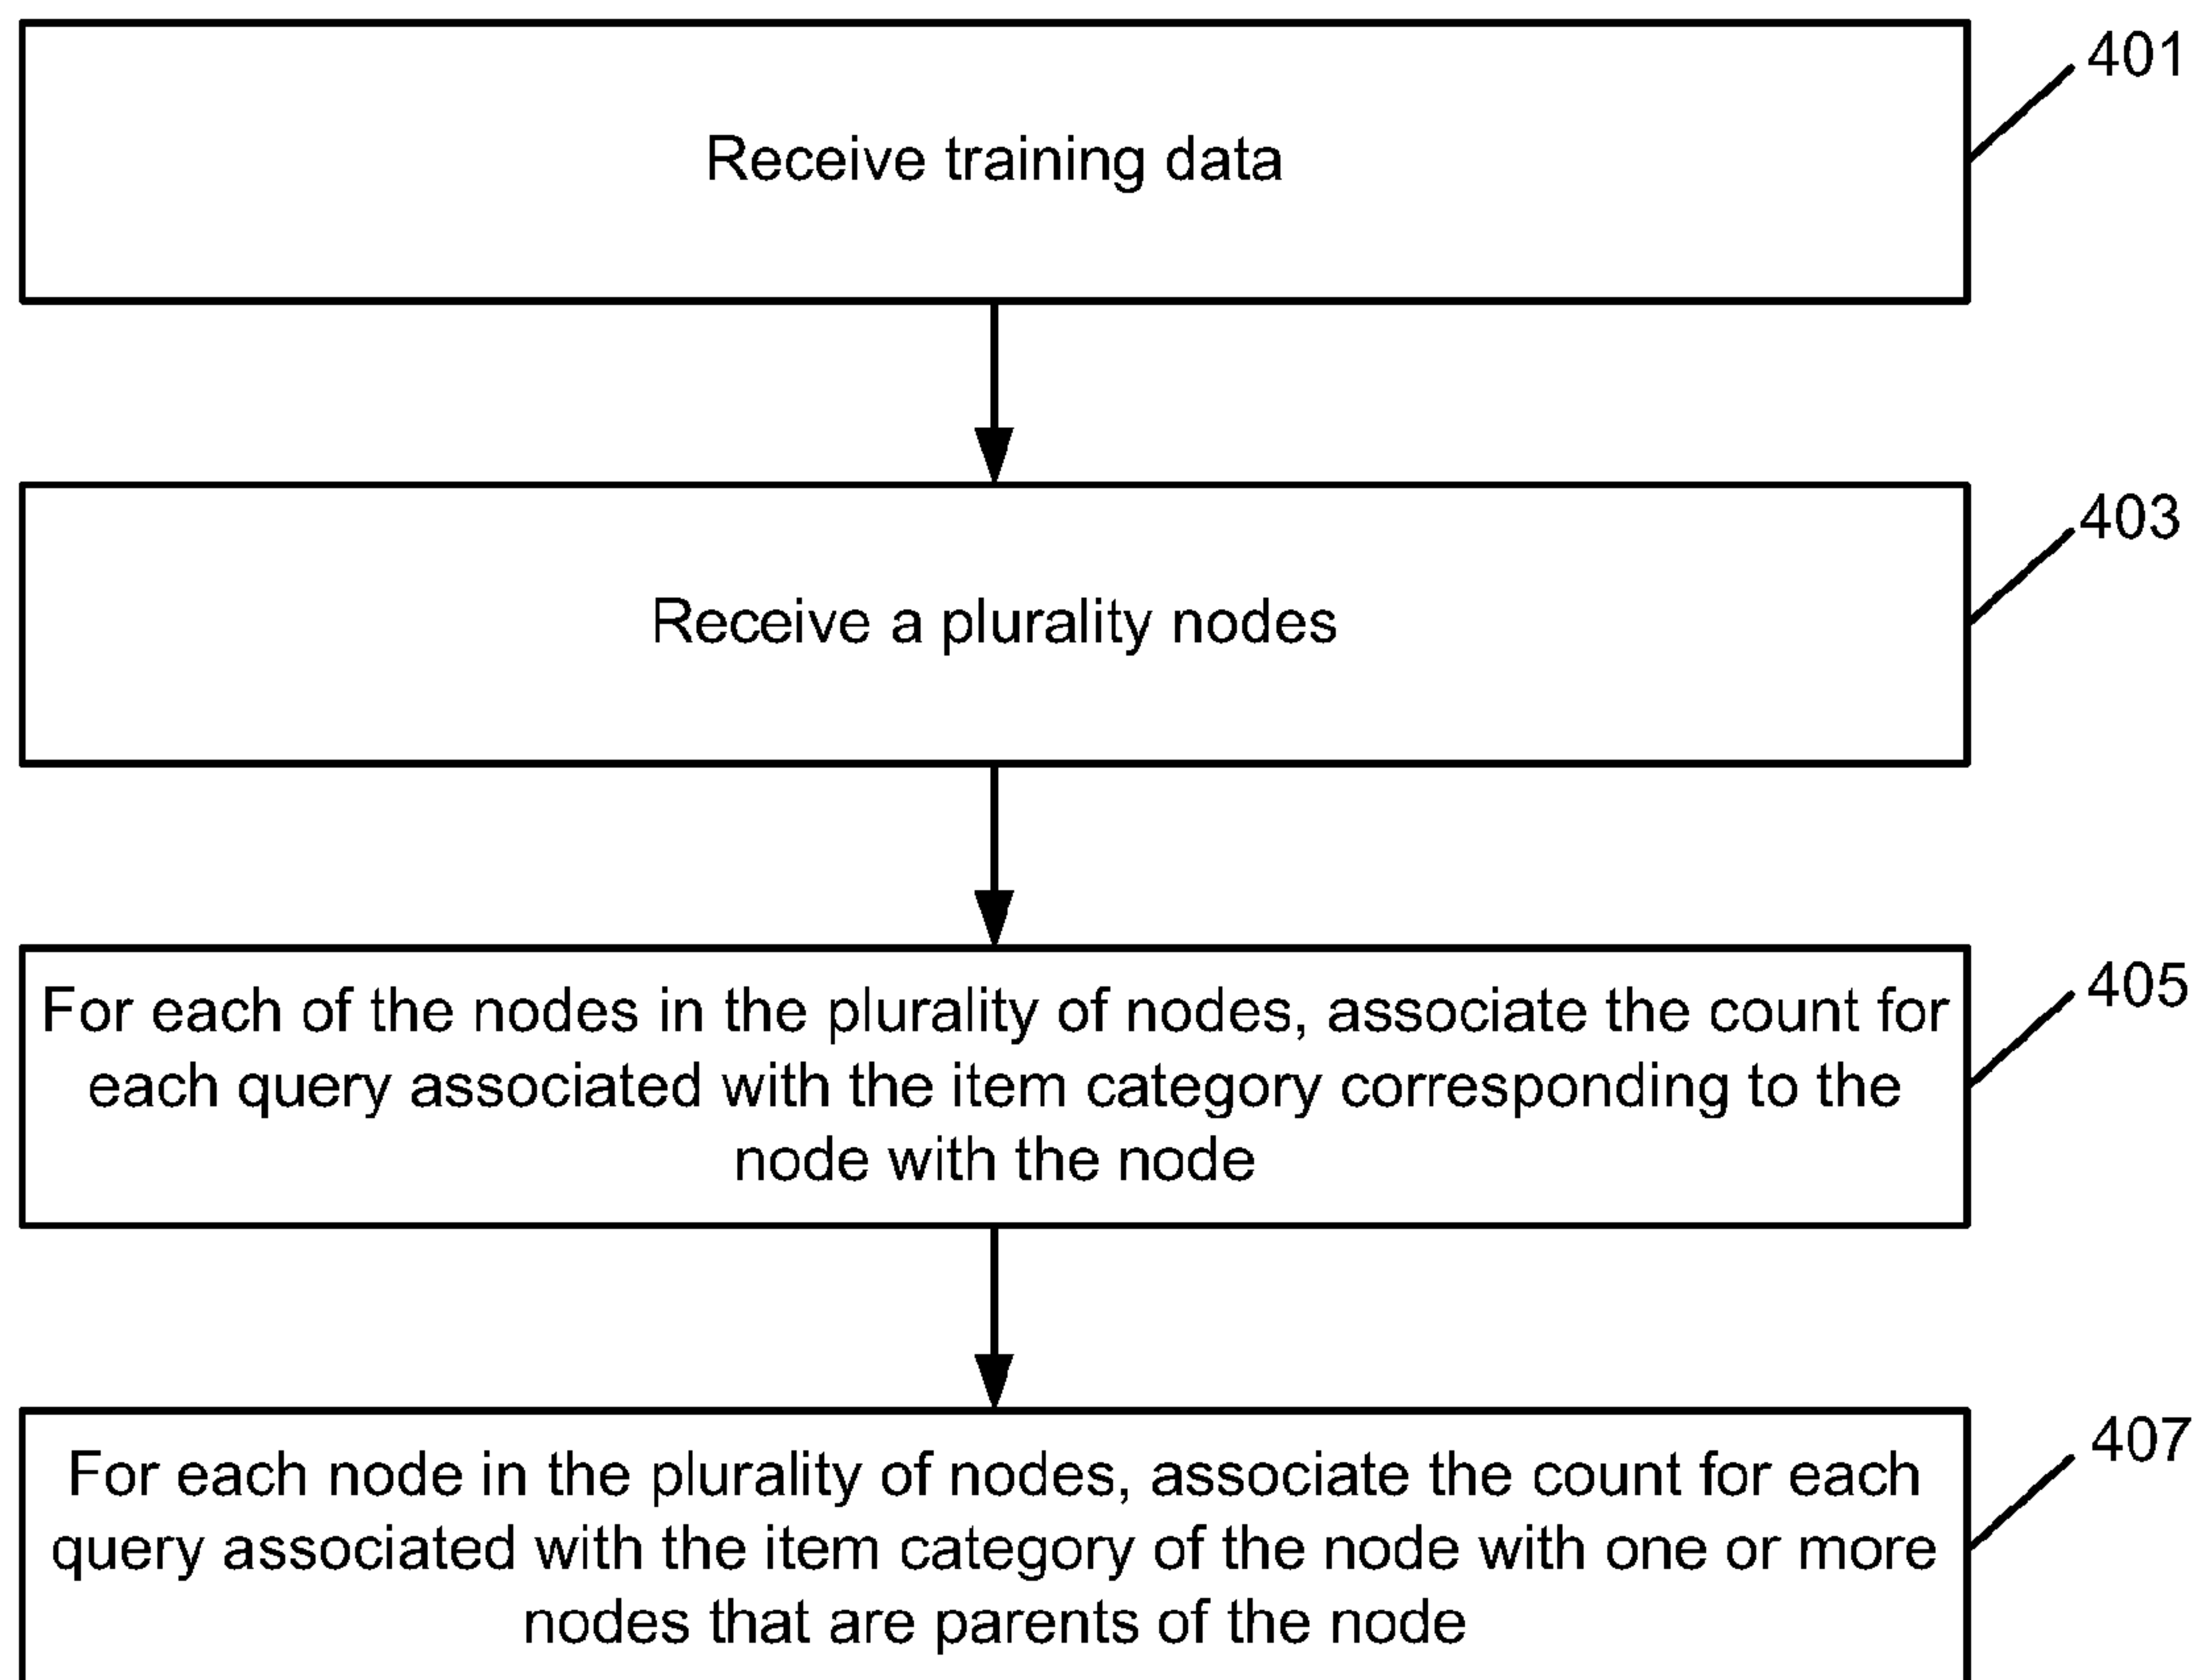 Receive training data
401
Receive a plurality nodes
403
For each of the nodes in the plurality of nodes, associate the count for
each query associated with the item category corresponding to the
node with the node
405
For each node in the plurality of nodes, associate the count for each
query associated with the item category of the node with one or more
nodes that are parents of the node
407